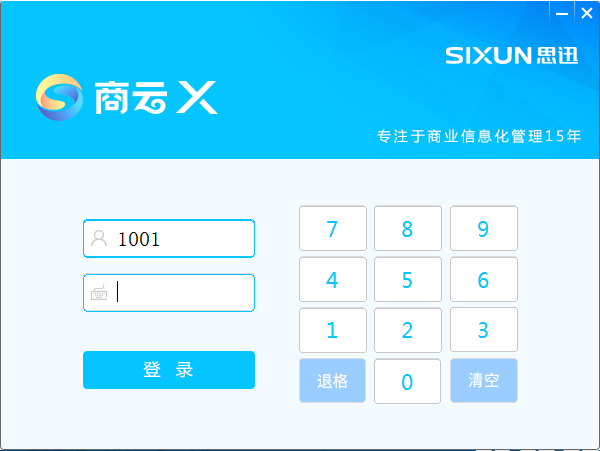 SIXUN思迅
商云X
专注于商业信息化管理15年
1001
登 录
7 8 9
4 5 6
1 2 3
退格 0 清空